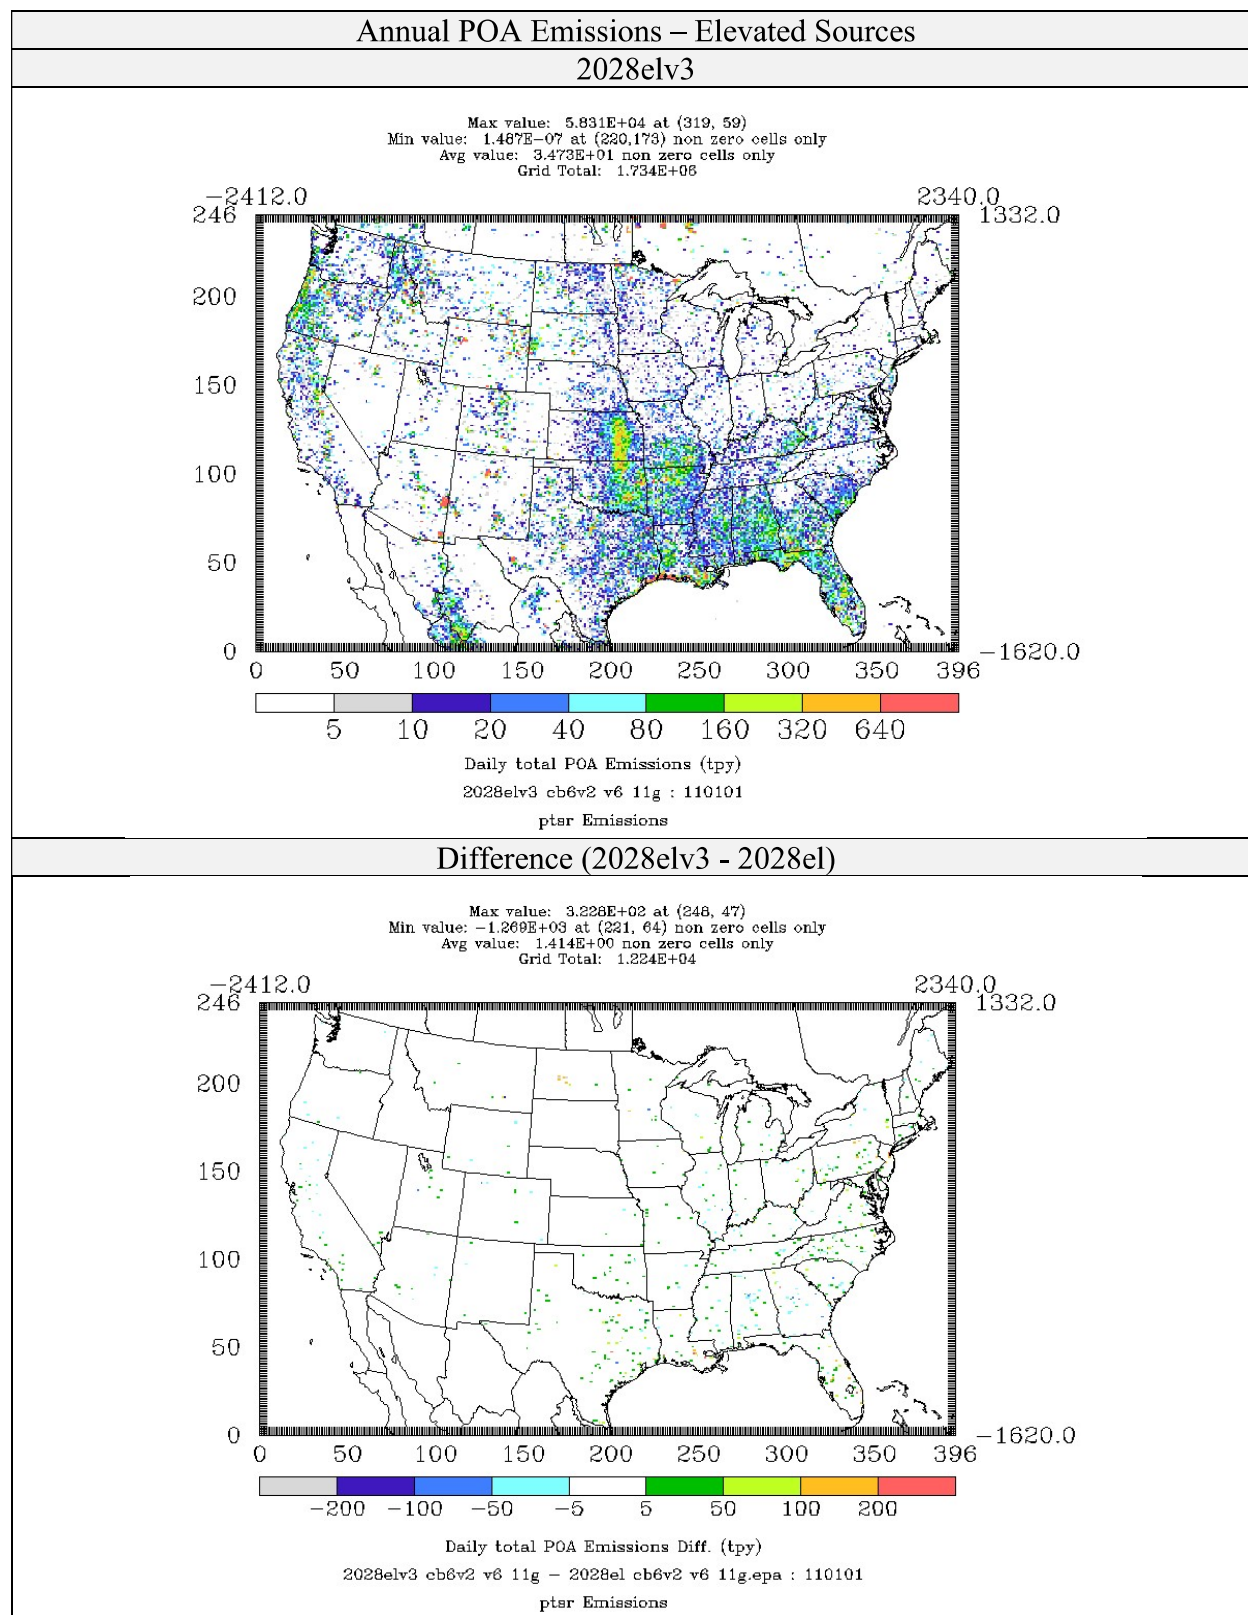 Annual POA Emissions – Elevated Sources
2028elv3
Max value: 5.831E+04 at (319, 59)
Min value: 1.487E-07 at (220,173) non zero cells only
Avg value: 3.473E+01 non zero cells only
Grid Total: 1.734E+06
-2412.0 2340.0
246 1332.0
200
150
100
50
0 -1620.0
0 50 100 150 200 250 300 350 396
5 10 20 40 80 160 320 640
Daily total POA Emissions (tpy)
2028elv3 cb6v2 v6 11g : 110101
ptsr Emissions
Difference (2028elv3 - 2028el)
Max value: 3.228E+02 at (248, 47)
Min value: -1.269E+03 at (221, 64) non zero cells only
Avg value: 1.414E+00 non zero cells only
Grid Total: 1.224E+04
-2412.0 2340.0
246 1332.0
200
150
100
50
0 -1620.0
0 50 100 150 200 250 300 350 396
-200 -100 -50 -5 5 50 100 200
Daily total POA Emissions Diff. (tpy)
2028elv3 cb6v2 v6 11g - 2028el cb6v2 v6 11g.epa : 110101
ptsr Emissions